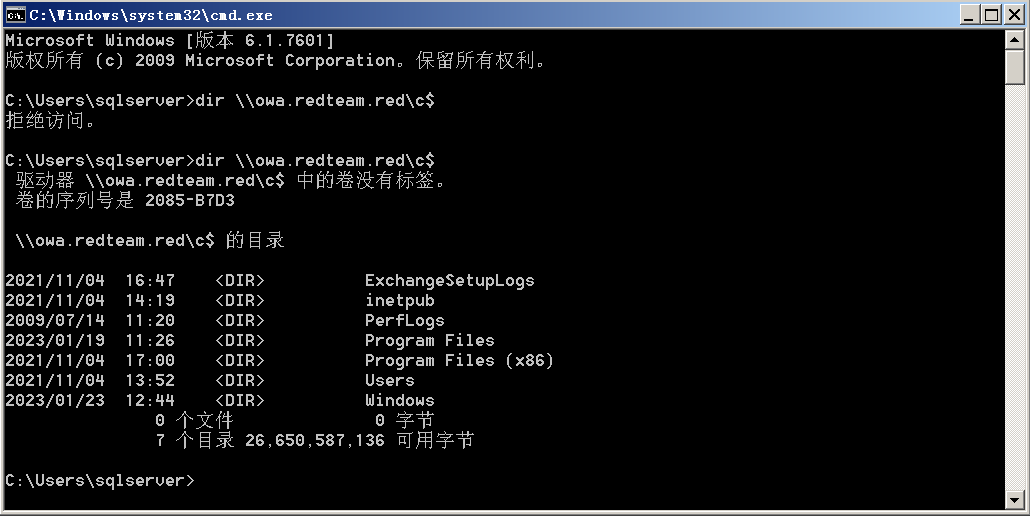 C:\Windows\system32\cmd.exe
Microsoft Windows [版本 6.1.7601]
版权所有 (c) 2009 Microsoft Corporation。保留所有权利。
C:\Users\sqlserver>dir \\owa.redteam.red\c$
拒绝访问。
C:\Users\sqlserver>dir \\owa.redteam.red\c$
驱动器 \\owa.redteam.red\c$ 中的卷没有标签。
卷的序列号是 2085-B7D3
\\owa.redteam.red\c$ 的目录
2021/11/04  16:47    <DIR>          ExchangeSetupLogs
2021/11/04  14:19    <DIR>          inetpub
2009/07/14  11:20    <DIR>          PerfLogs
2023/01/19  11:26    <DIR>          Program Files
2021/11/04  17:00    <DIR>          Program Files (x86)
2021/11/04  13:52    <DIR>          Users
2023/01/23  12:44    <DIR>          Windows
0 个文件              0 字节
7 个目录 26,650,587,136 可用字节
C:\Users\sqlserver>